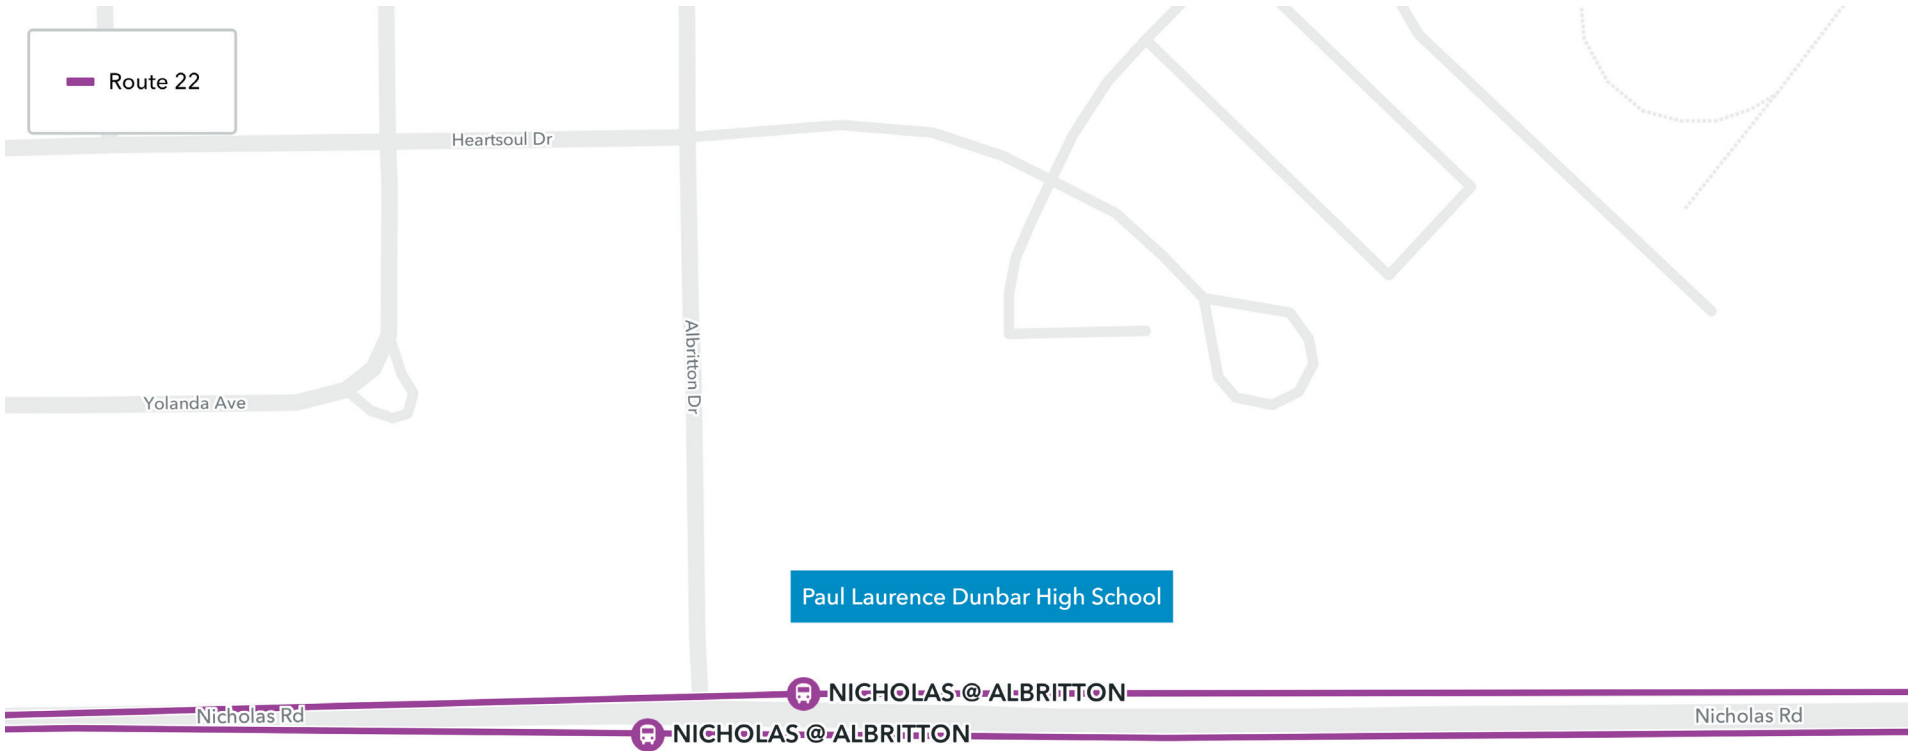 Route 22
Heartsoul Dr
Albritton Dr
Yolanda Ave
Paul Laurence Dunbar High School
NICHOLAS @ ALBRITTON
Nicholas Rd
Nicholas Rd
NICHOLAS @ ALBRITTON